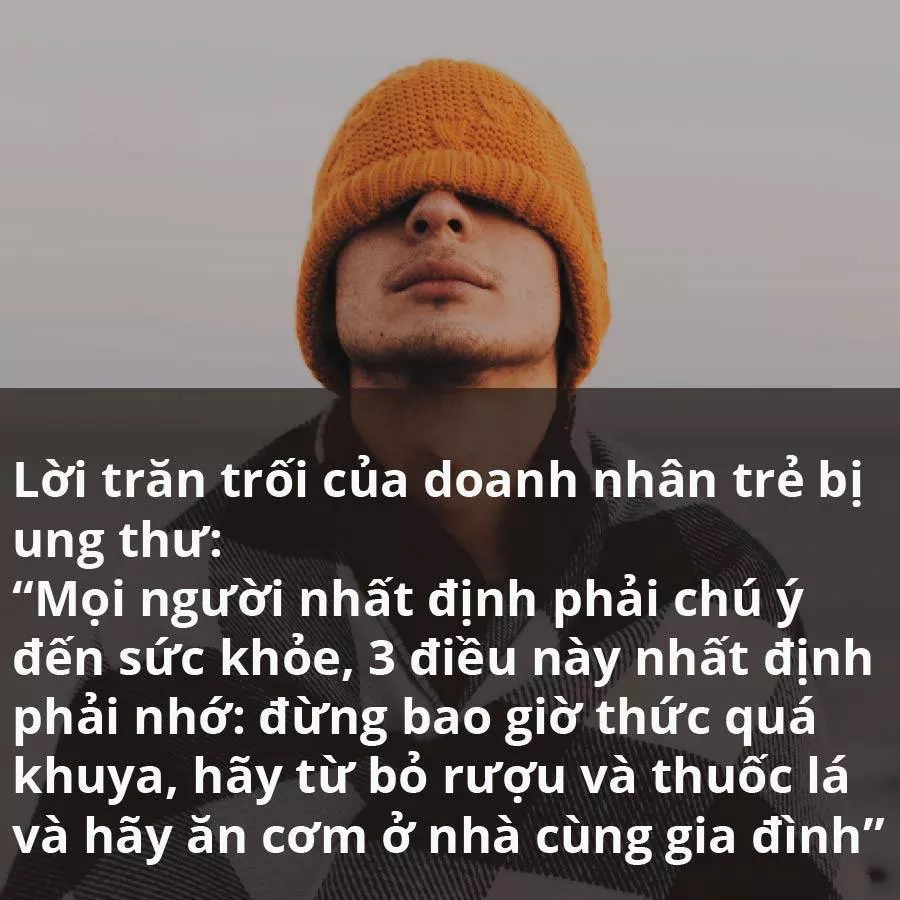 Lời trăn trối của doanh nhân trẻ bị
ung thư:
“Mọi người nhất định phải chú ý
đến sức khỏe, 3 điều này nhất định
phải nhớ: đừng bao giờ thức quá
khuya, hãy từ bỏ rượu và thuốc lá
và hãy ăn cơm ở nhà cùng gia đình”